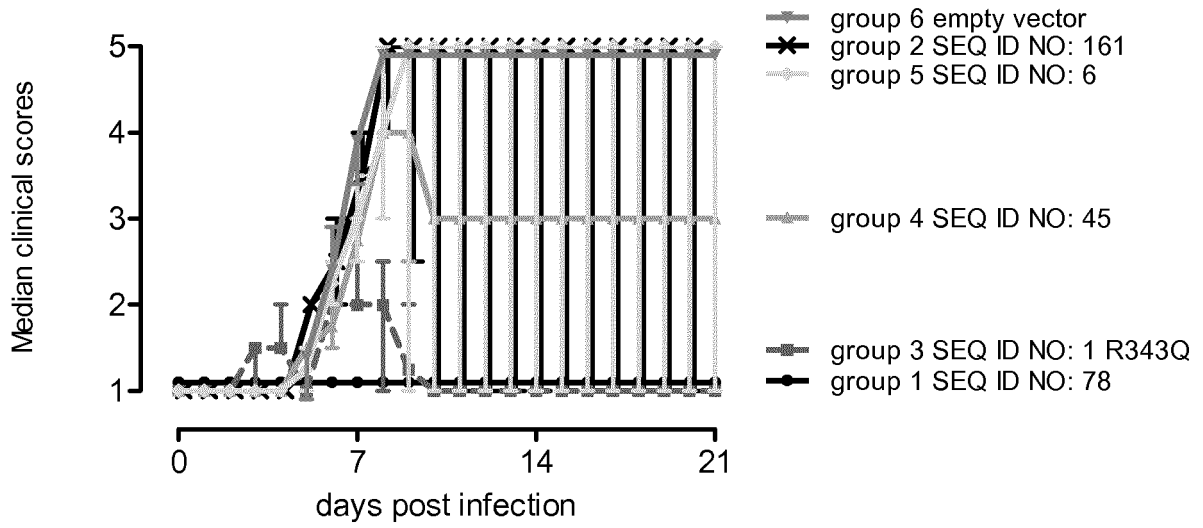 group 6 empty vector
group 2 SEQ ID NO: 161
group 5 SEQ ID NO: 6
group 4 SEQ ID NO: 45
group 3 SEQ ID NO: 1 R343Q
group 1 SEQ ID NO: 78
Median clinical scores
5
4
3
2
1
0 7 14 21
days post infection